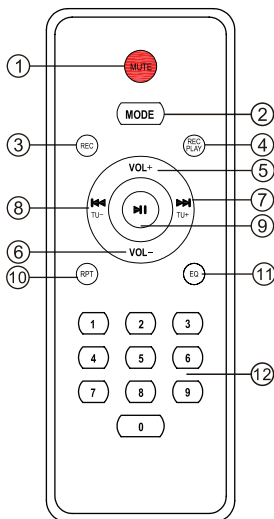 ① MUTE
MODE ②
③ REC REC PLAY ④
VOL+ ⑤
⑧ TU− TU+ ⑦
⑥ VOL− ⑨
⑩ RPT EQ ⑪
1 2 3
4 5 6
⑫
7 8 9
0